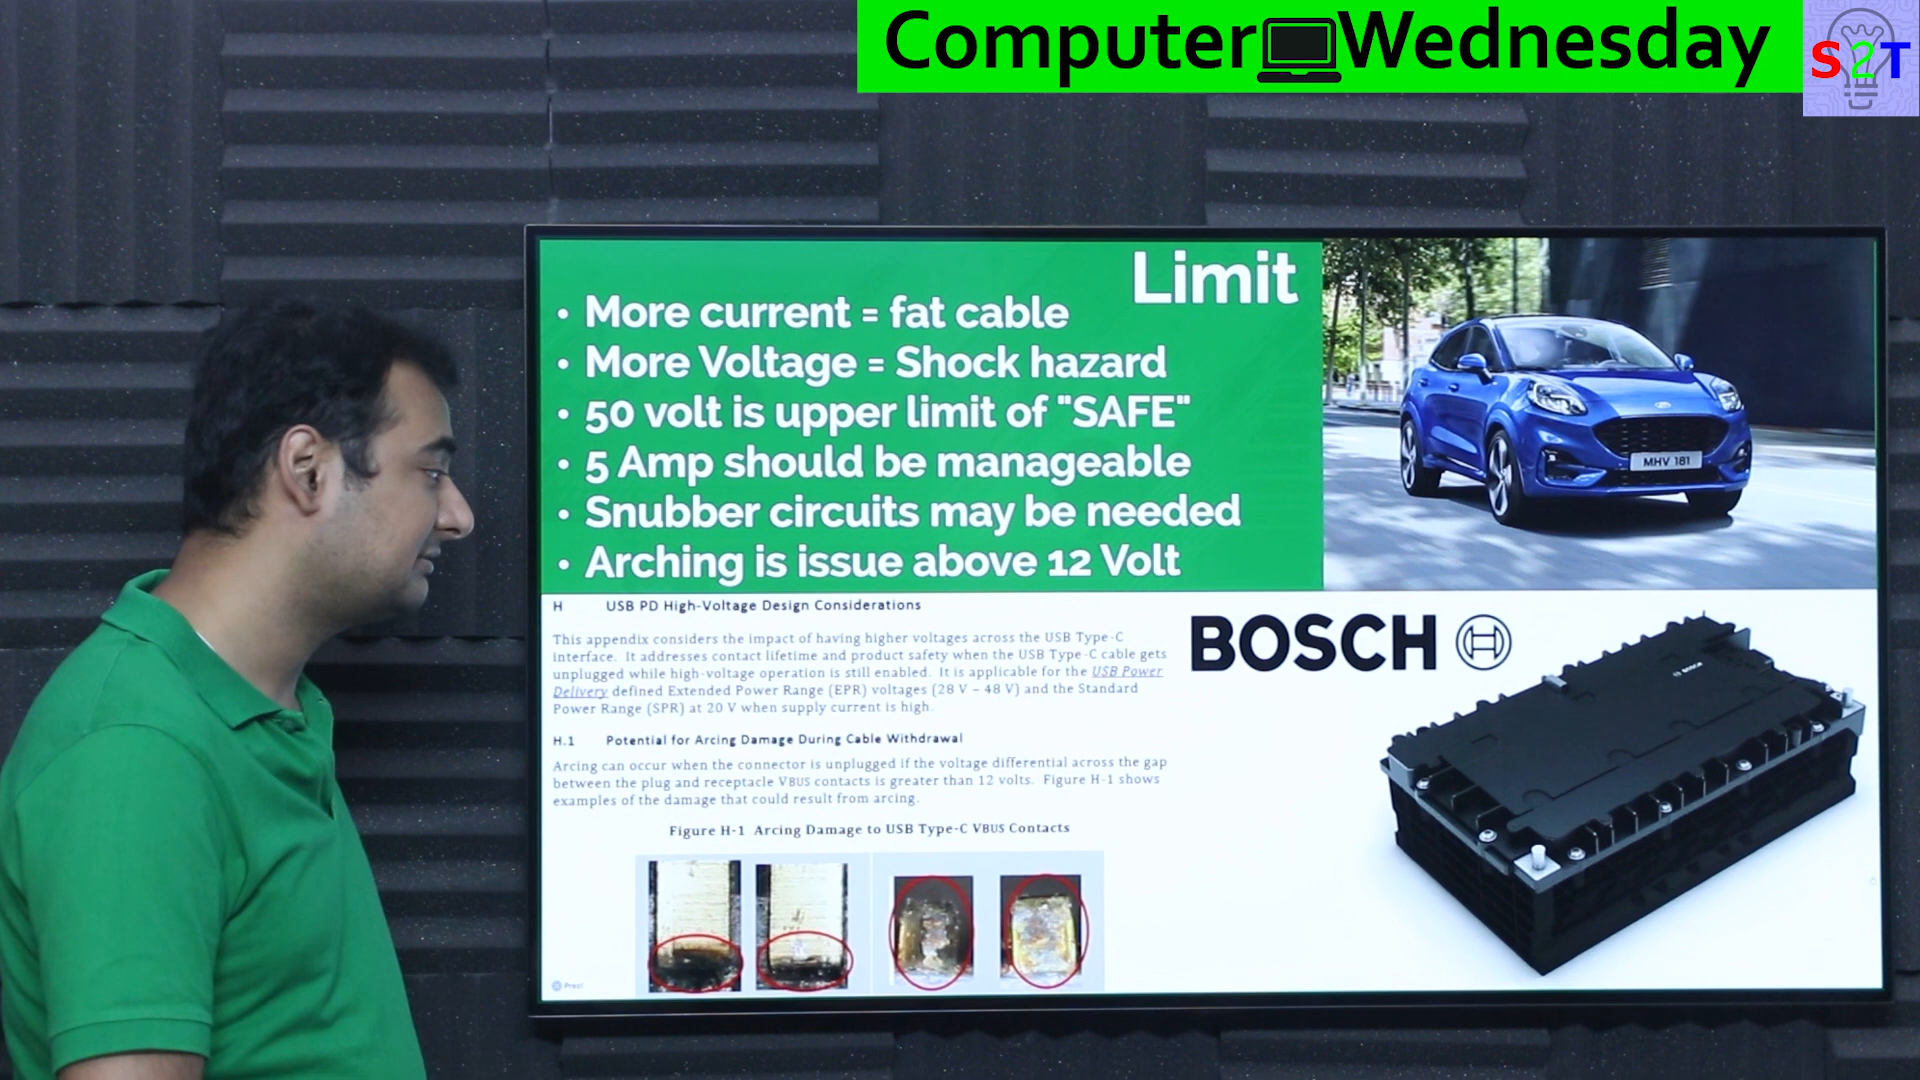 Computer Wednesday
S2T
Limit
• More current = fat cable
• More Voltage = Shock hazard
• 50 volt is upper limit of "SAFE"
• 5 Amp should be manageable
• Snubber circuits may be needed
• Arching is issue above 12 Volt
MHV 181
H USB PD High-Voltage Design Considerations
This appendix considers the impact of having higher voltages across the USB Type-C
interface. It addresses contact lifetime and product safety when the USB Type-C cable gets
unplugged while high-voltage operation is still enabled. It is applicable for the USB Power
Delivery defined Extended Power Range (EPR) voltages (28 V – 48 V) and the Standard
Power Range (SPR) at 20 V when supply current is high.
H.1 Potential for Arcing Damage During Cable Withdrawal
Arcing can occur when the connector is unplugged if the voltage differential across the gap
between the plug and receptacle VBUS contacts is greater than 12 volts. Figure H-1 shows
examples of the damage that could result from arcing.
Figure H-1 Arcing Damage to USB Type-C VBUS Contacts
BOSCH
BOSCH
Prezi